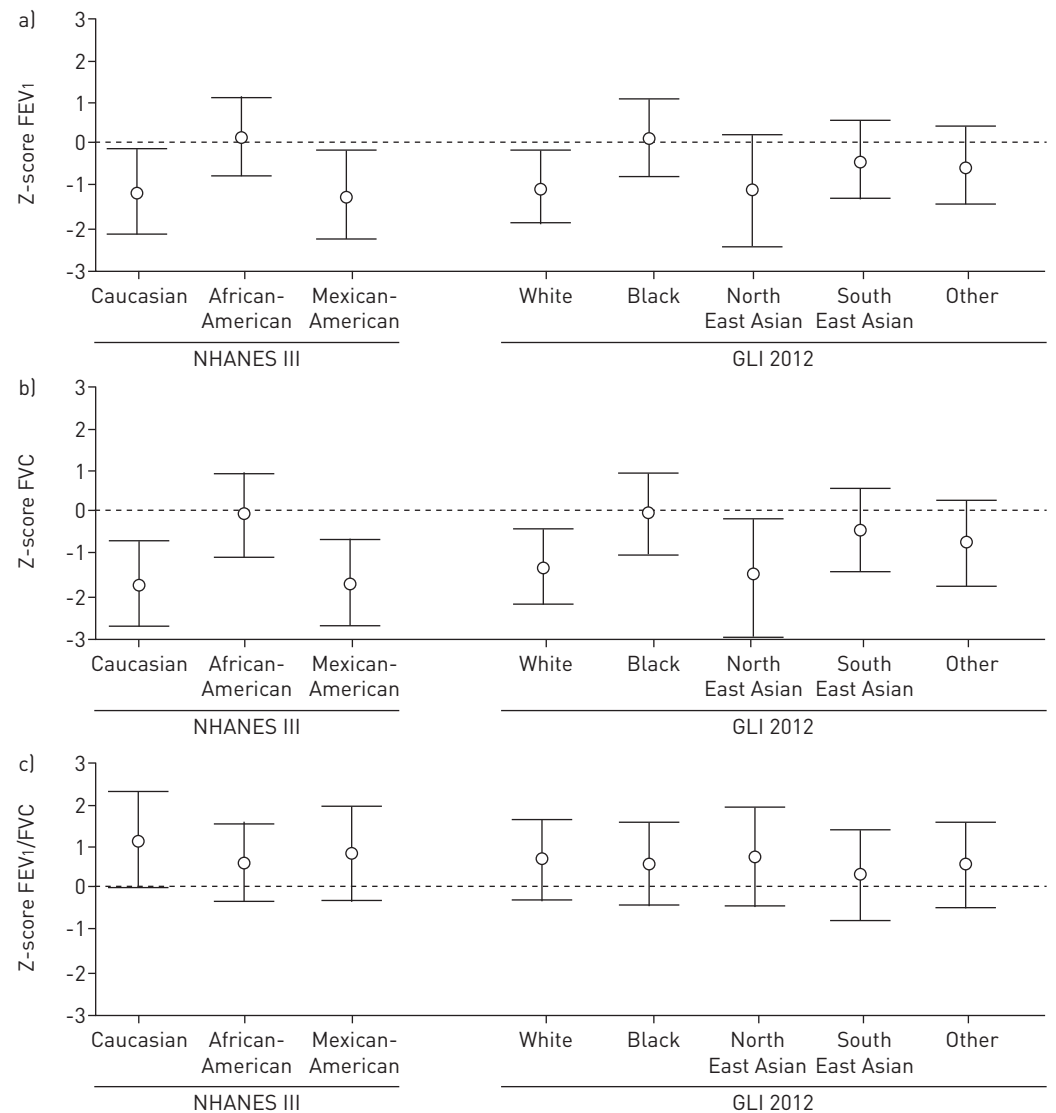 a)
Z-score FEV1
3
2
1
0
-1
-2
-3
Caucasian
African-
American
Mexican-
American
White
Black
North
East Asian
South
East Asian
Other
NHANES III
GLI 2012
b)
Z-score FVC
3
2
1
0
-1
-2
-3
Caucasian
African-
American
Mexican-
American
White
Black
North
East Asian
South
East Asian
Other
NHANES III
GLI 2012
c)
Z-score FEV1/FVC
3
2
1
0
-1
-2
-3
Caucasian
African-
American
Mexican-
American
White
Black
North
East Asian
South
East Asian
Other
NHANES III
GLI 2012